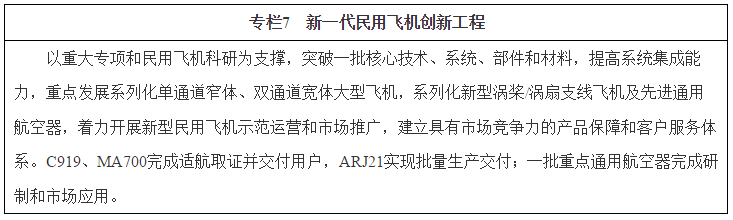 专栏7　新一代民用飞机创新工程
以重大专项和民用飞机科研为支撑，突破一批核心技术、系统、部件和材料，提高系统集成能
力，重点发展系列化单通道窄体、双通道宽体大型飞机，系列化新型涡桨/涡扇支线飞机及先进通用
航空器，着力开展新型民用飞机示范运营和市场推广，建立具有市场竞争力的产品保障和客户服务体
系。C919、MA700完成适航取证并交付用户，ARJ21实现批量生产交付；一批重点通用航空器完成研
制和市场应用。